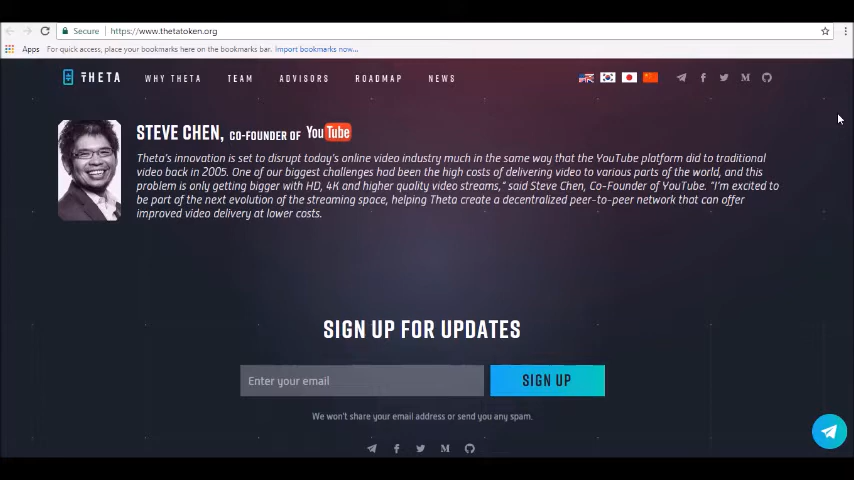 Secure https://www.thetatoken.org
Apps For quick access, place your bookmarks here on the bookmarks bar. Import bookmarks now...
THETA WHY THETA TEAM ADVISORS ROADMAP NEWS
STEVE CHEN, CO-FOUNDER OF YouTube
Theta's innovation is set to disrupt today's online video industry much in the same way that the YouTube platform did to traditional
video back in 2005. One of our biggest challenges had been the high costs of delivering video to various parts of the world, and this
problem is only getting bigger with HD, 4K and higher quality video streams," said Steve Chen, Co-Founder of YouTube. "I'm excited to
be part of the next evolution of the streaming space, helping Theta create a decentralized peer-to-peer network that can offer
improved video delivery at lower costs.
SIGN UP FOR UPDATES
Enter your email SIGN UP
We won't share your email address or send you any spam.